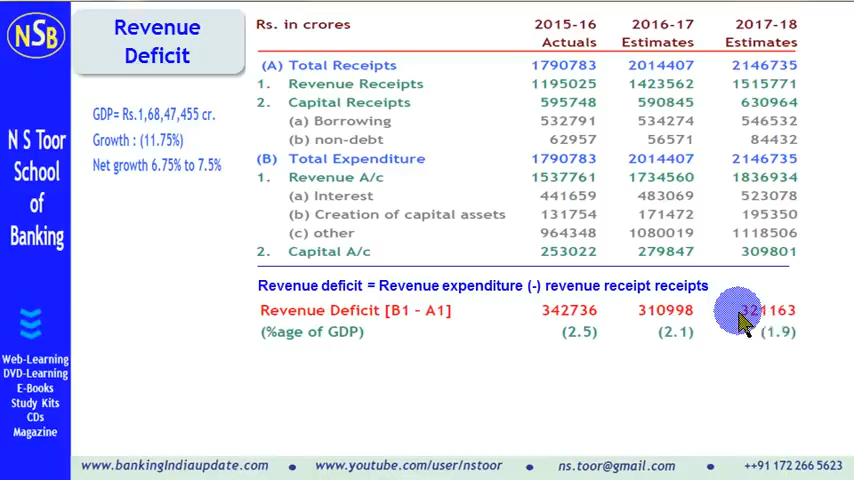 NSB
Revenue
Deficit
GDP= Rs.1,68,47,455 cr.
Growth : (11.75%)
Net growth 6.75% to 7.5%
N S Toor
School
of
Banking
Web-Learning
DVD-Learning
E-Books
Study Kits
CDs
Magazine
Rs. in crores 2015-16 2016-17 2017-18
Actuals Estimates Estimates
(A) Total Receipts 1790783 2014407 2146735
1. Revenue Receipts 1195025 1423562 1515771
2. Capital Receipts 595748 590845 630964
(a) Borrowing 532791 534274 546532
(b) non-debt 62957 56571 84432
(B) Total Expenditure 1790783 2014407 2146735
1. Revenue A/c 1537761 1734560 1836934
(a) Interest 441659 483069 523078
(b) Creation of capital assets 131754 171472 195350
(c) other 964348 1080019 1118506
2. Capital A/c 253022 279847 309801
Revenue deficit = Revenue expenditure (-) revenue receipt receipts
Revenue Deficit [B1 - A1] 342736 310998 321163
(%age of GDP) (2.5) (2.1) (1.9)
www.bankingIndiaupdate.com • www.youtube.com/user/nstoor • ns.toor@gmail.com • ++91 172 266 5623